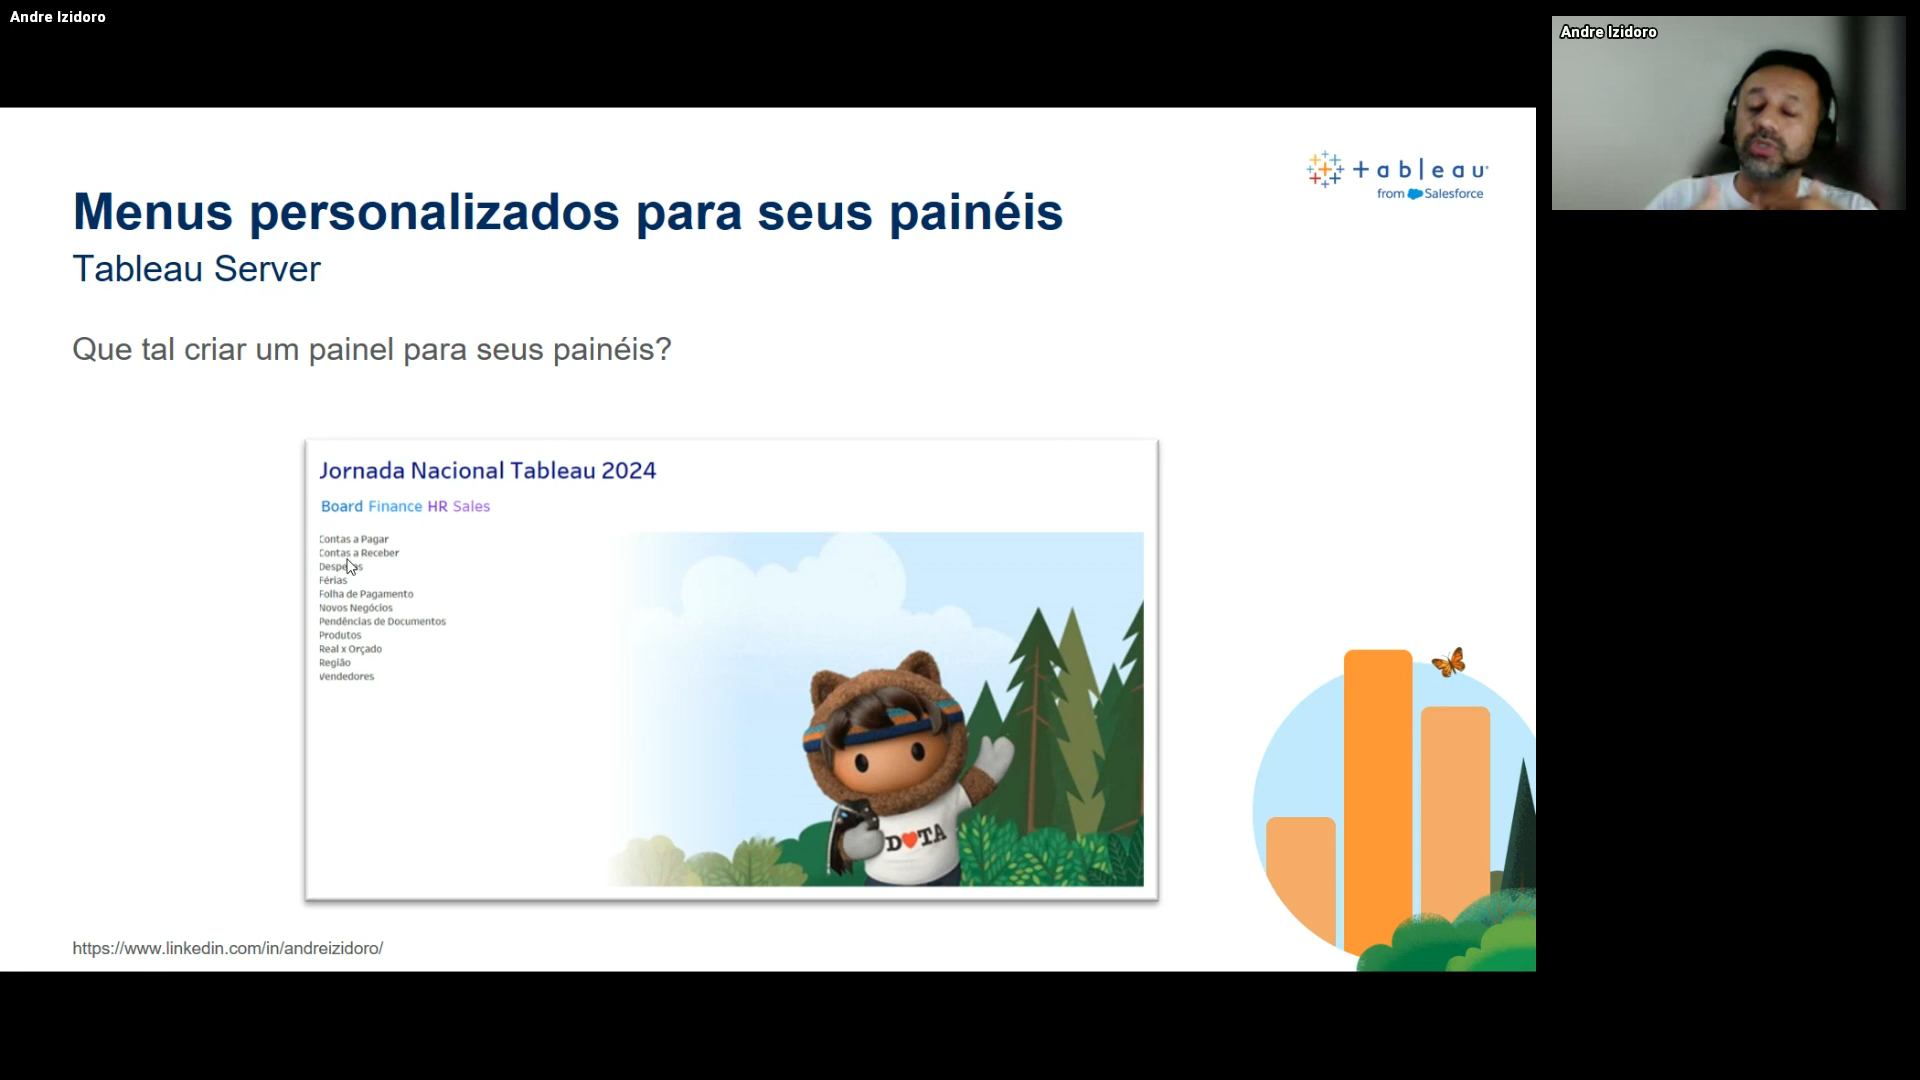 Andre Izidoro
Andre Izidoro
tableau
from Salesforce
Menus personalizados para seus painéis
Tableau Server
Que tal criar um painel para seus painéis?
Jornada Nacional Tableau 2024
Board Finance HR Sales
Contas a Pagar
Contas a Receber
Despesas
Férias
Folha de Pagamento
Novos Negócios
Pendências de Documentos
Produtos
Real x Orçado
Região
Vendedores
D♥TA
https://www.linkedin.com/in/andreizidoro/